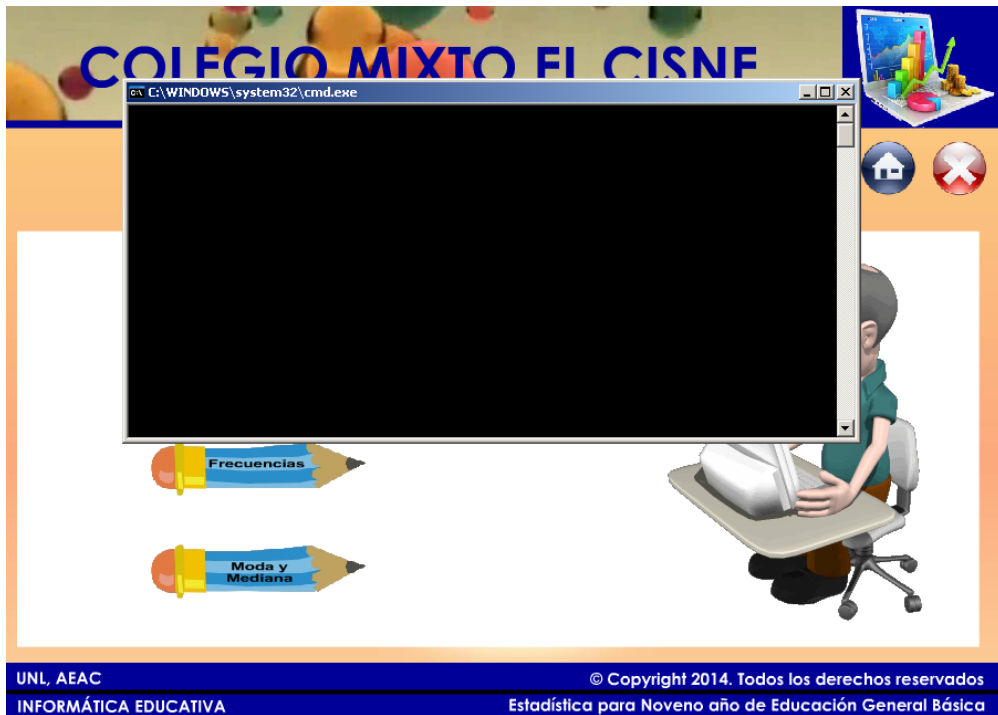 COLEGIO MIXTO EL CISNE
C:\WINDOWS\system32\cmd.exe
Frecuencias
Moda y
Mediana
UNL, AEAC
© Copyright 2014. Todos los derechos reservados
INFORMÁTICA EDUCATIVA
Estadística para Noveno año de Educación General Básica